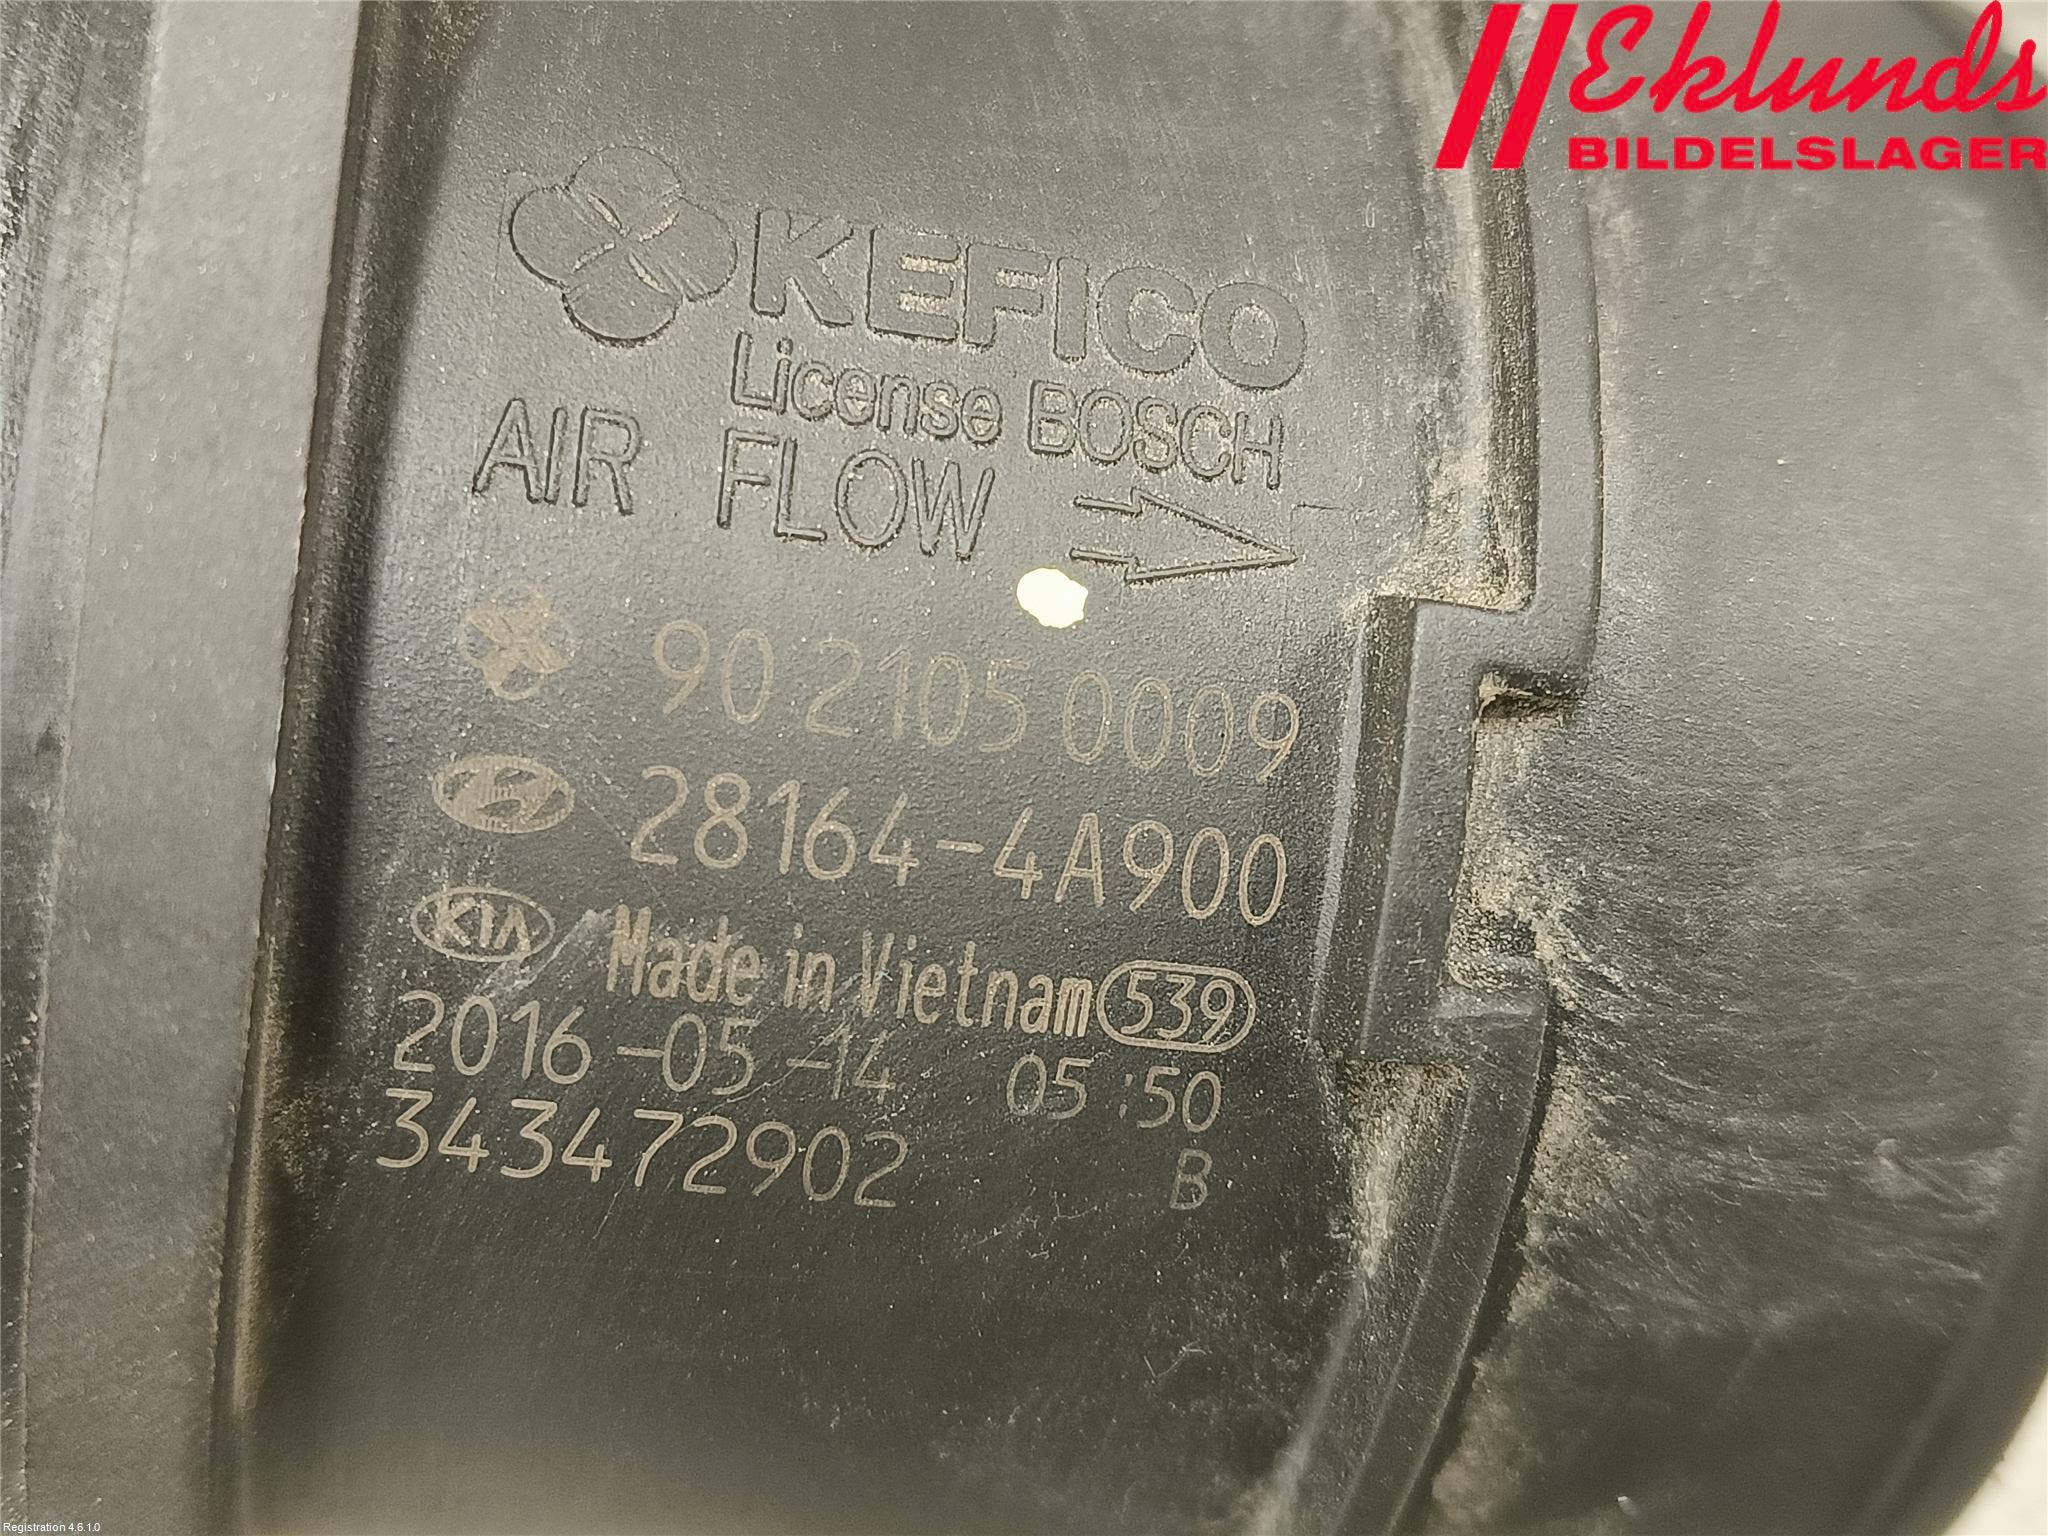 Eklunds
BILDELSLAGER
KEFICO
License BOSCH
AIR FLOW
90 2105 0009
28164-4A900
KIA Made in Vietnam 539
2016-05-14 05:50
343472902 B
Registration 4.6.1.0